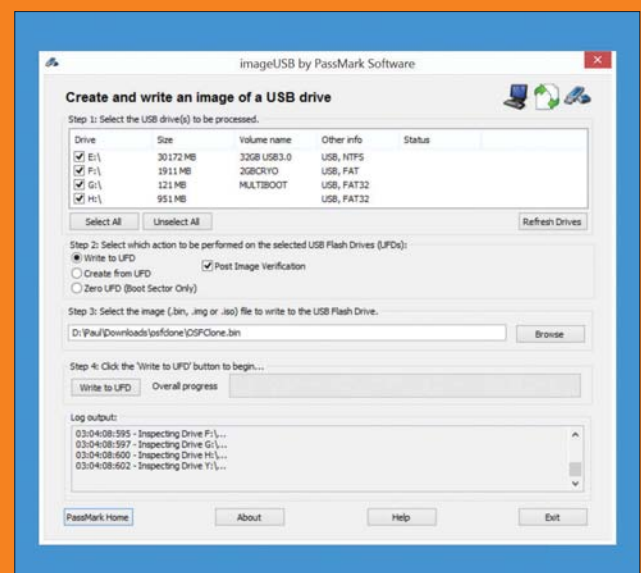 imageUSB by PassMark Software
Create and write an image of a USB drive
Step 1: Select the USB drive(s) to be processed.
Drive Size Volume name Other info Status
E:\ 30172 MB 32GB USB3.0 USB, NTFS
F:\ 1911 MB 2GBCRYO USB, FAT
G:\ 121 MB MULTIBOOT USB, FAT32
H:\ 951 MB USB, FAT32
Select All Unselect All Refresh Drives
Step 2: Select which action to be performed on the selected USB Flash Drives (UFDs):
Write to UFD
Post Image Verification
Create from UFD
Zero UFD (Boot Sector Only)
Step 3: Select the image (.bin, .img or .iso) file to write to the USB Flash Drive.
D:\Paul\Downloads\osfclone\OSFClone.bin Browse
Step 4: Click the 'Write to UFD' button to begin...
Write to UFD Overall progress
Log output:
03:04:08:595 - Inspecting Drive F:\...
03:04:08:597 - Inspecting Drive G:\...
03:04:08:600 - Inspecting Drive H:\...
03:04:08:602 - Inspecting Drive Y:\...
PassMark Home About Help Exit